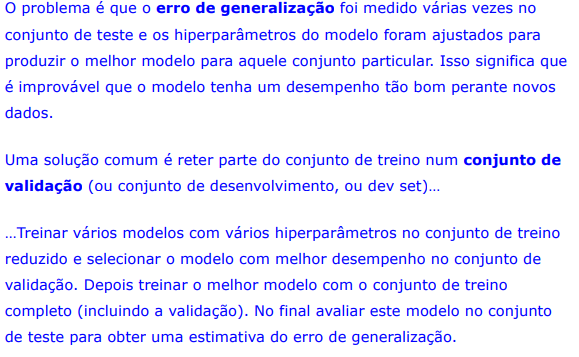 O problema é que o erro de generalização foi medido várias vezes no
conjunto de teste e os hiperparâmetros do modelo foram ajustados para
produzir o melhor modelo para aquele conjunto particular. Isso significa que
é improvável que o modelo tenha um desempenho tão bom perante novos
dados.
Uma solução comum é reter parte do conjunto de treino num conjunto de
validação (ou conjunto de desenvolvimento, ou dev set)…
…Treinar vários modelos com vários hiperparâmetros no conjunto de treino
reduzido e selecionar o modelo com melhor desempenho no conjunto de
validação. Depois treinar o melhor modelo com o conjunto de treino
completo (incluindo a validação). No final avaliar este modelo no conjunto
de teste para obter uma estimativa do erro de generalização.